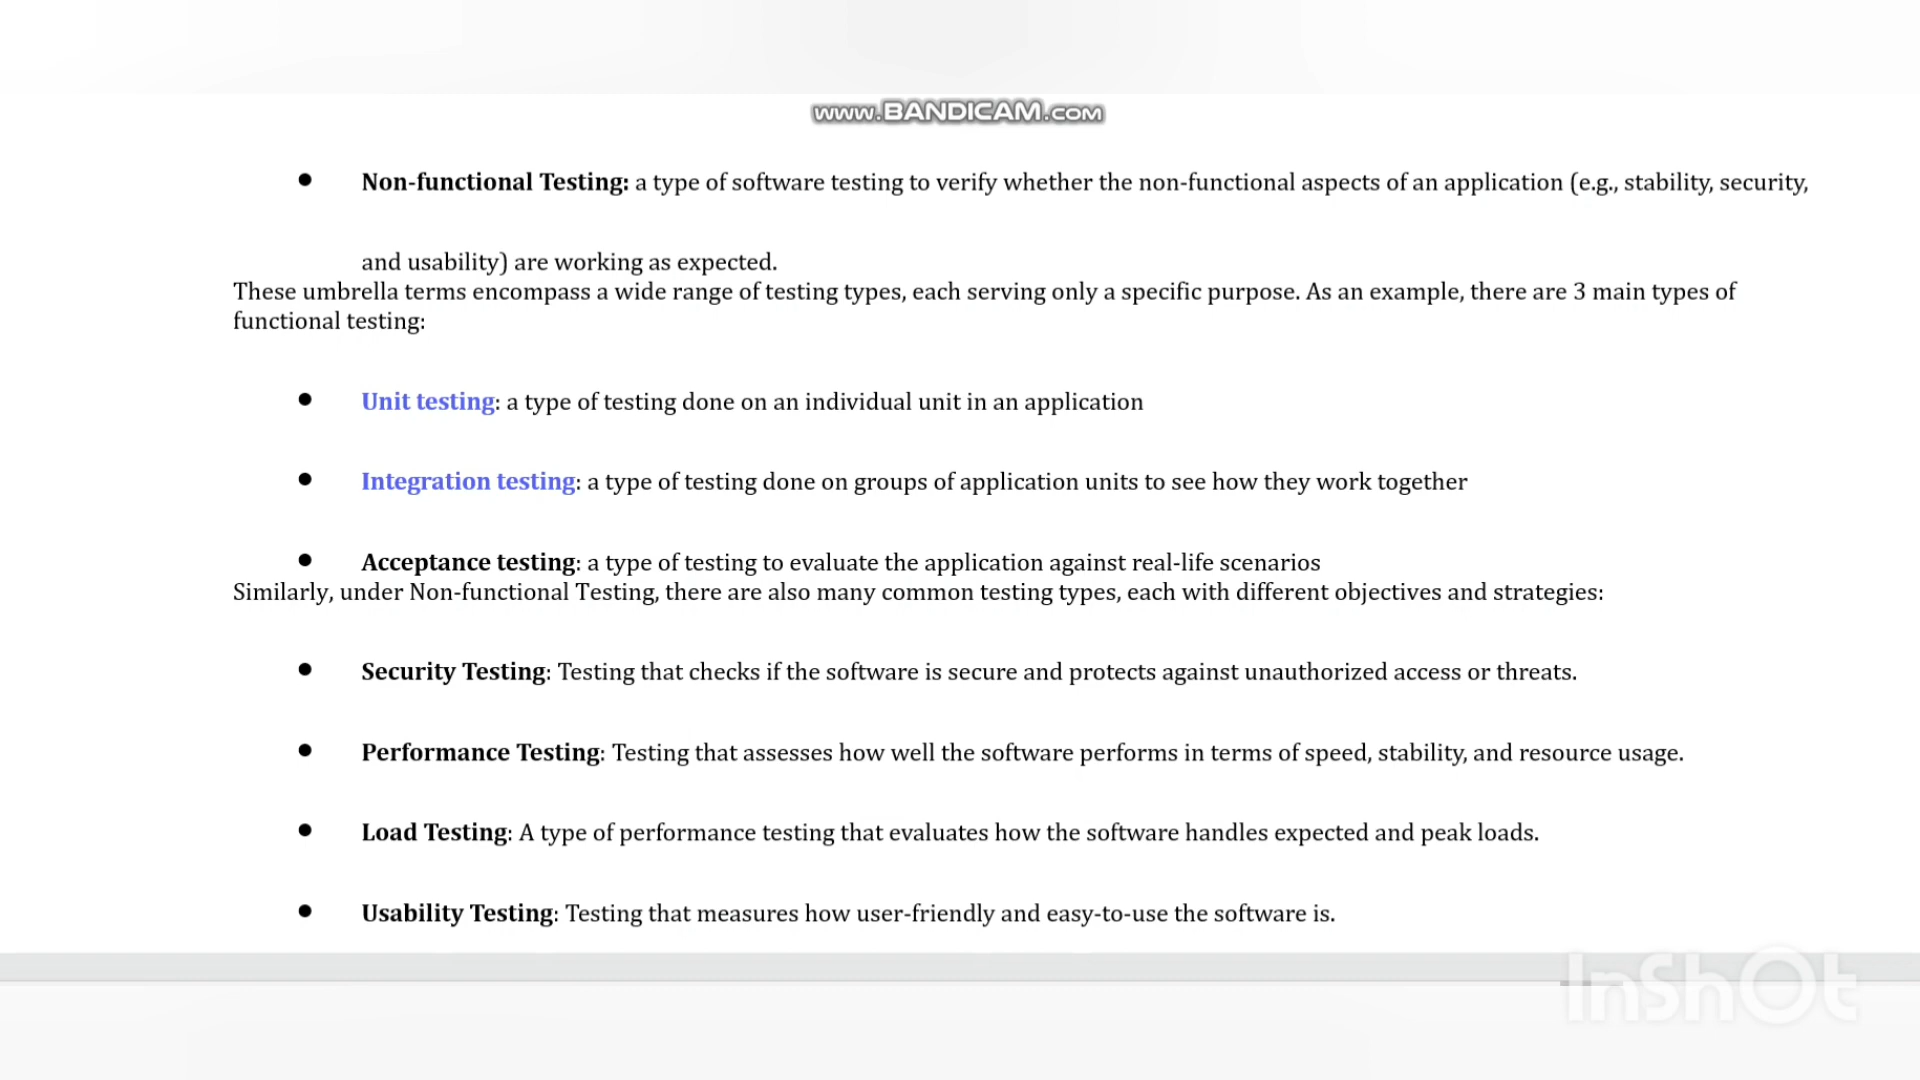 www.BANDICAM.com
● Non-functional Testing: a type of software testing to verify whether the non-functional aspects of an application (e.g., stability, security,
and usability) are working as expected.
These umbrella terms encompass a wide range of testing types, each serving only a specific purpose. As an example, there are 3 main types of
functional testing:
● Unit testing: a type of testing done on an individual unit in an application
● Integration testing: a type of testing done on groups of application units to see how they work together
● Acceptance testing: a type of testing to evaluate the application against real-life scenarios
Similarly, under Non-functional Testing, there are also many common testing types, each with different objectives and strategies:
● Security Testing: Testing that checks if the software is secure and protects against unauthorized access or threats.
● Performance Testing: Testing that assesses how well the software performs in terms of speed, stability, and resource usage.
● Load Testing: A type of performance testing that evaluates how the software handles expected and peak loads.
● Usability Testing: Testing that measures how user-friendly and easy-to-use the software is.
InShOt